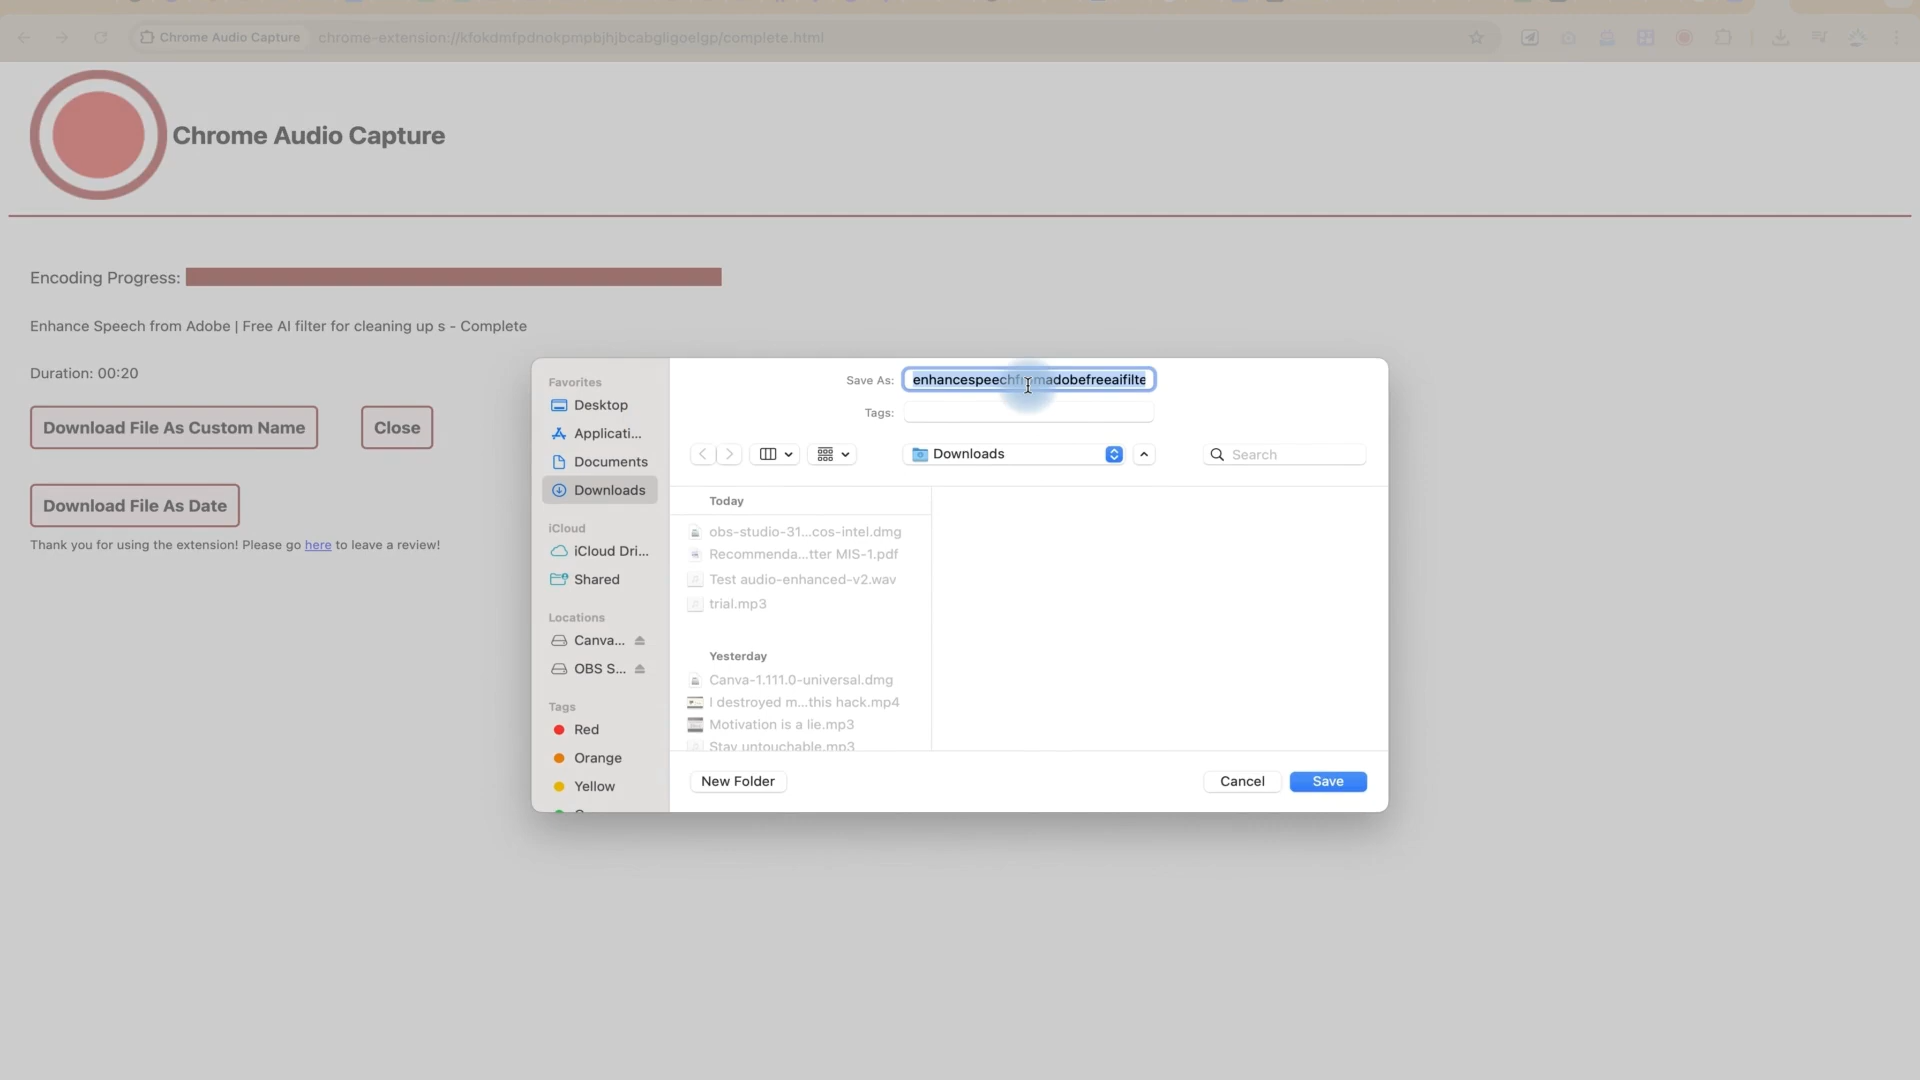 Chrome Audio Capture
chrome-extension://kfokdmfpdnokpmpbjhjbcabgligoelgp/complete.html
Chrome Audio Capture
Encoding Progress:
Enhance Speech from Adobe | Free AI filter for cleaning up s - Complete
Duration: 00:20
Download File As Custom Name
Close
Download File As Date
Thank you for using the extension! Please go here to leave a review!
Favorites
Desktop
Applicati...
Documents
Downloads
iCloud
iCloud Dri...
Shared
Locations
Canva...
OBS S...
Tags
Red
Orange
Yellow
Save As: enhancespeechfromadobefreeaifilte
Tags:
Downloads
Search
Today
obs-studio-31...cos-intel.dmg
Recommenda...tter MIS-1.pdf
Test audio-enhanced-v2.wav
trial.mp3
Yesterday
Canva-1.111.0-universal.dmg
I destroyed m...this hack.mp4
Motivation is a lie.mp3
Stay untouchable.mp3
New Folder
Cancel
Save